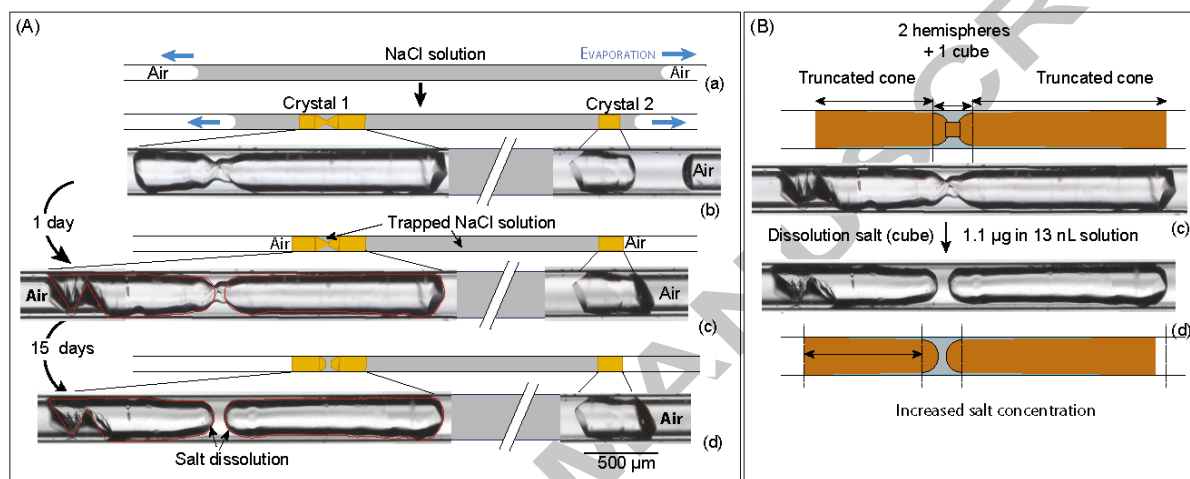 (A)
NaCl solution
EVAPORATION
Air
Air
(a)
Crystal 1
Crystal 2
Air
(b)
1 day
Trapped NaCl solution
Air
Air
Air
Air
(c)
15 days
Air
(d)
Salt dissolution
500 µm
(B)
2 hemispheres
+ 1 cube
Truncated cone
Truncated cone
(c)
Dissolution salt (cube)
1.1 µg in 13 nL solution
(d)
Increased salt concentration
MANUSCR